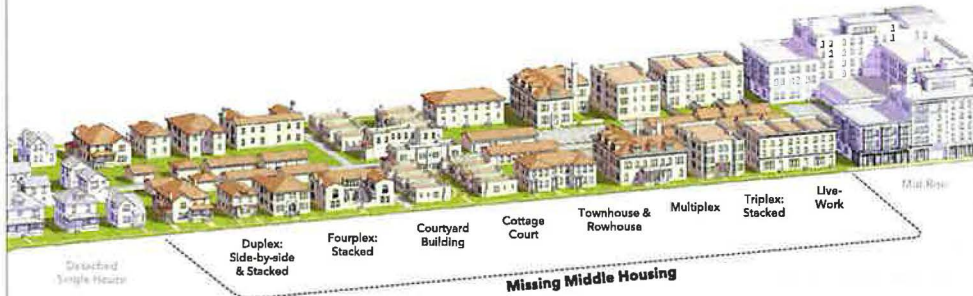 Detached
Single House
Duplex:
Side-by-side
& Stacked
Fourplex:
Stacked
Courtyard
Building
Cottage
Court
Townhouse &
Rowhouse
Multiplex
Triplex:
Stacked
Live-
Work
Mid-Rise
Missing Middle Housing